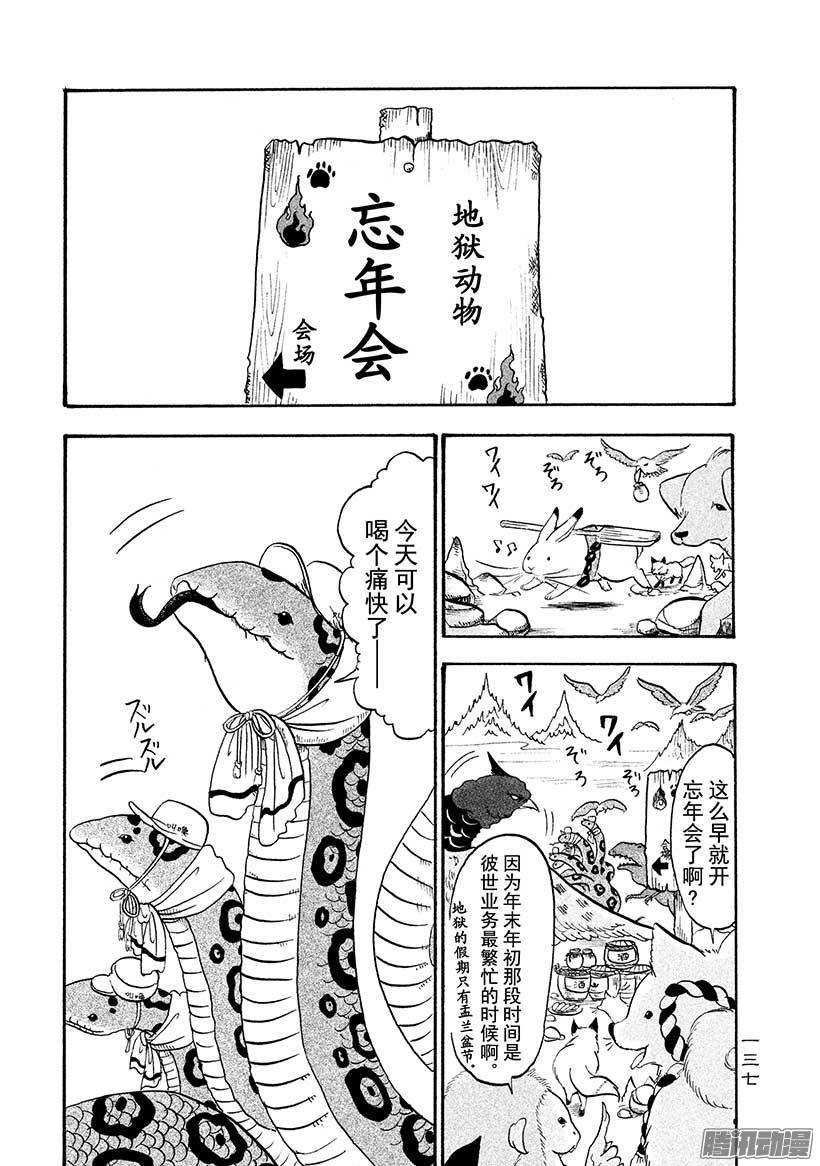 地狱动物
忘年会
会场
ワイ
ワイ
ぞろ
ぞろ
这么早就开
忘年会了啊?
会场
ワイ
ワイ
ぞろ
ぞろ
因为年末年初那段时间是
彼世业务最繁忙的时候啊。
地狱的假期只有盂兰盆节。
酒
今天可以
喝个痛快了——
ズル
ズル
叫唤
一三七
腾讯动漫